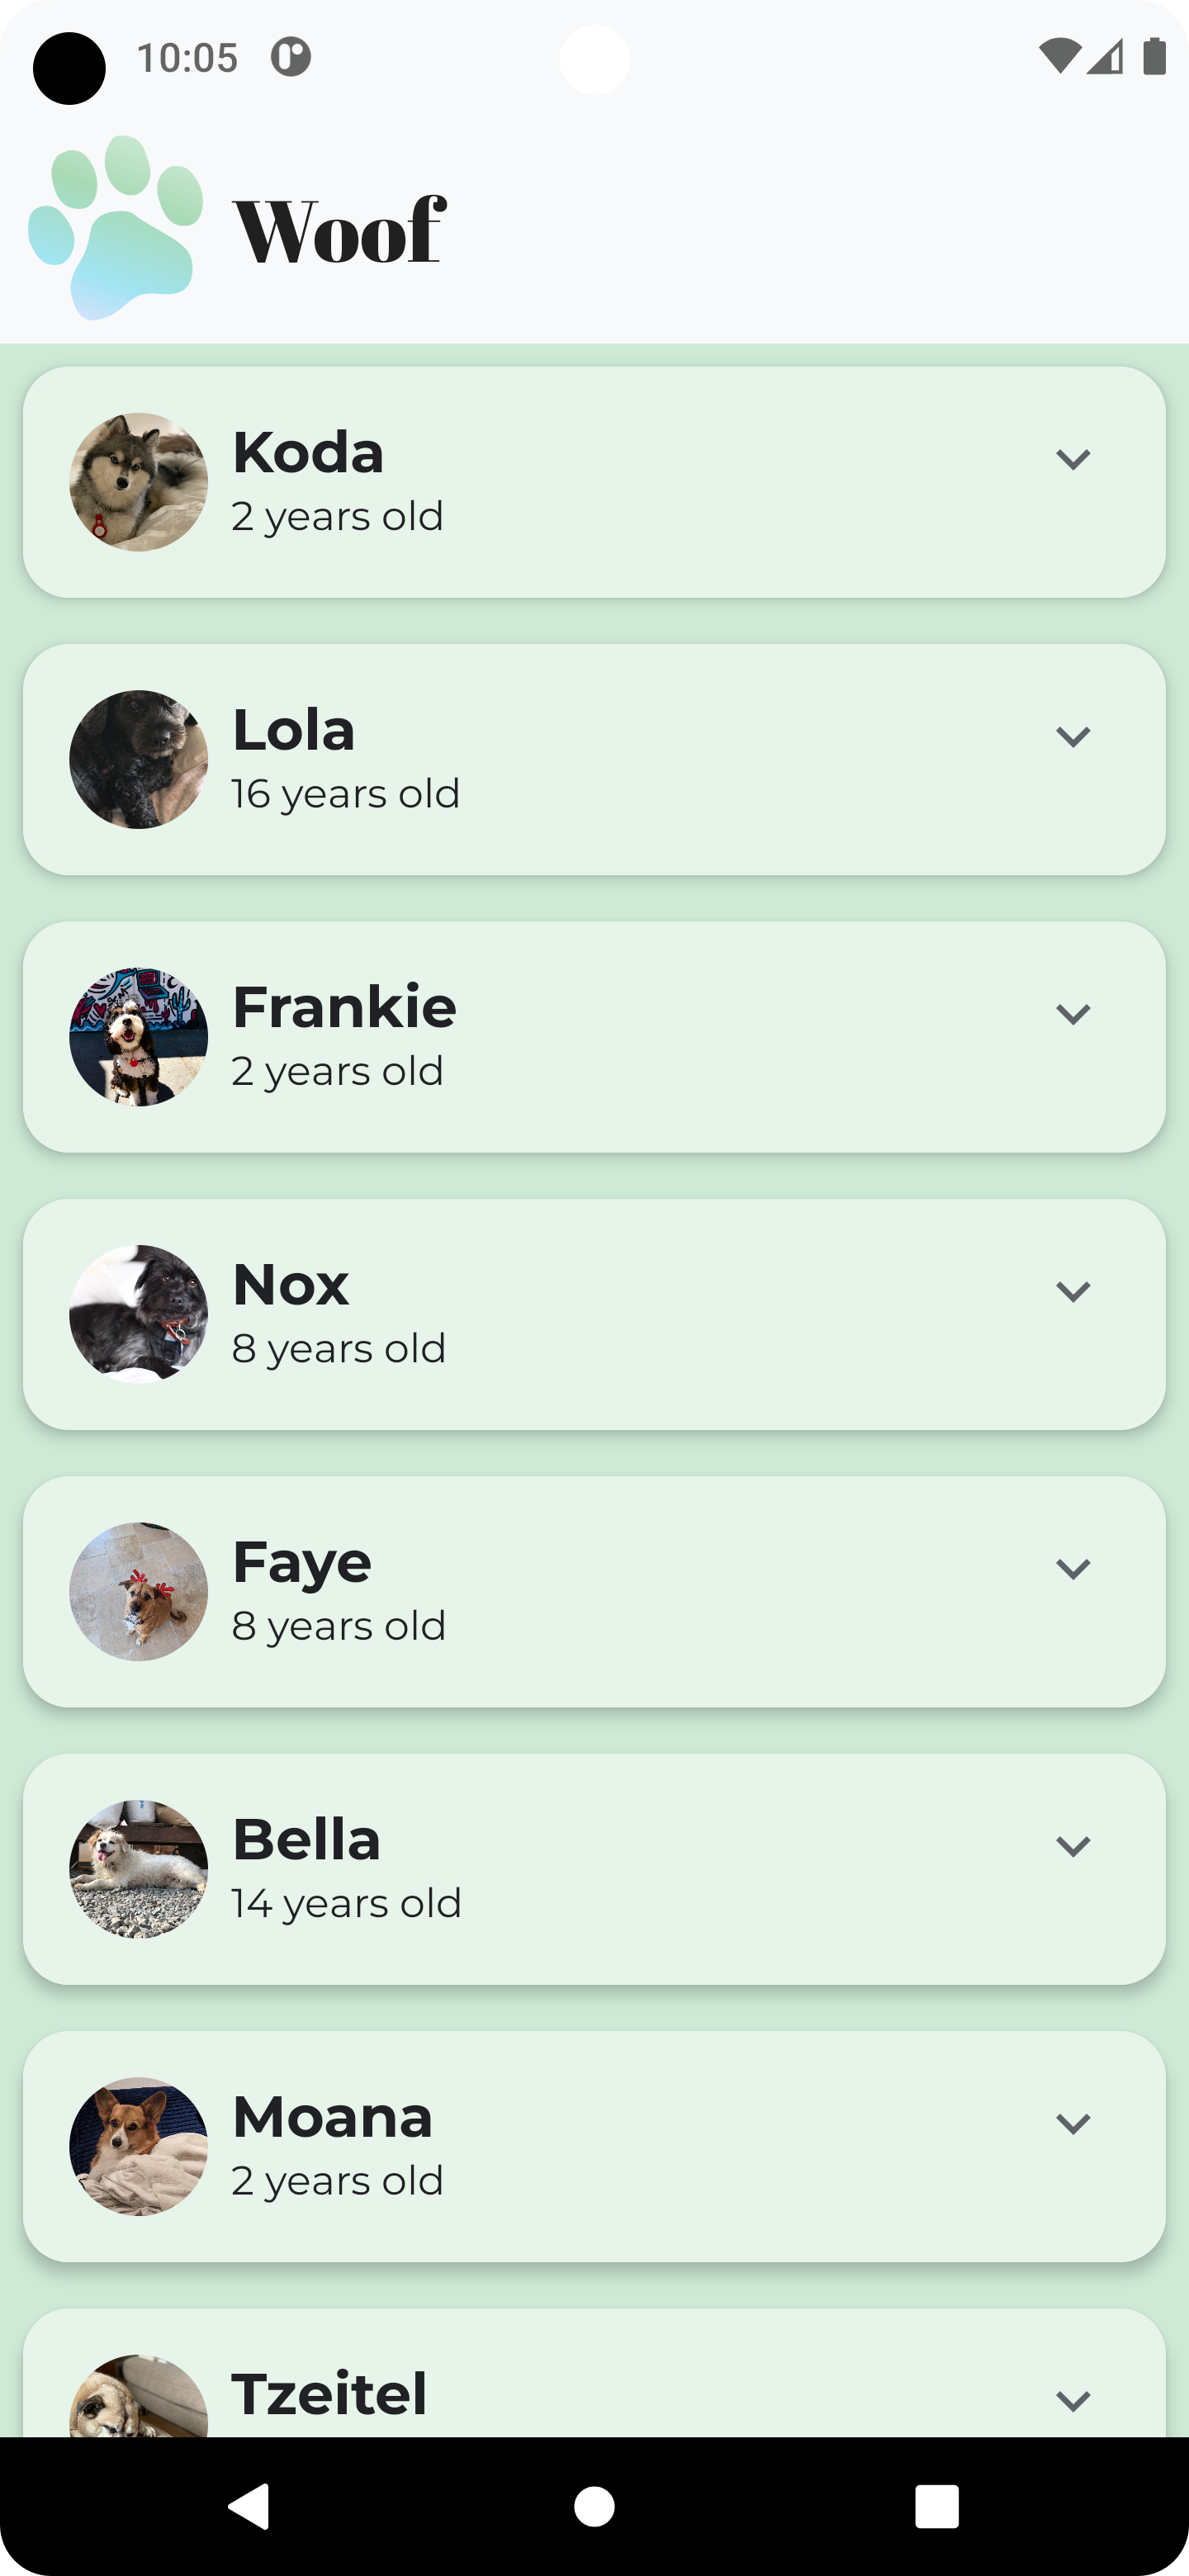 10:05
Woof
Koda
2 years old
Lola
16 years old
Frankie
2 years old
Nox
8 years old
Faye
8 years old
Bella
14 years old
Moana
2 years old
Tzeitel